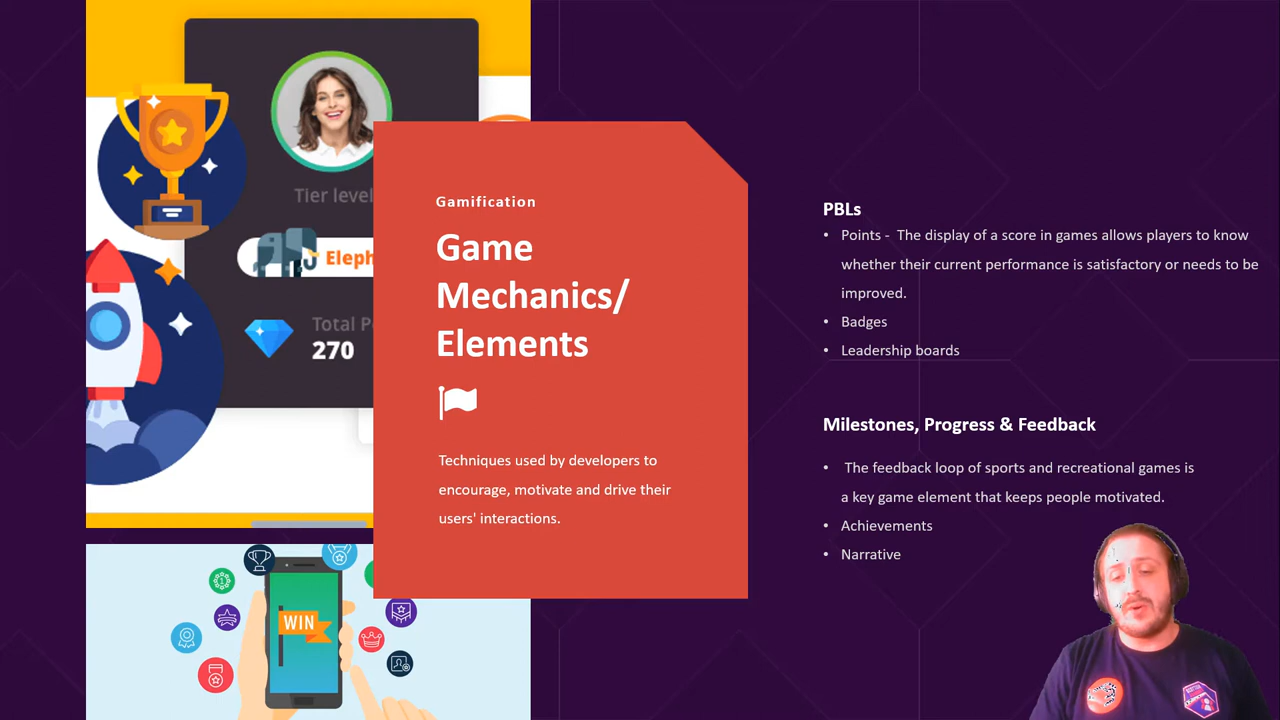 Tier level
Eleph
Total P
270
WIN
Gamification
Game
Mechanics/
Elements
Techniques used by developers to
encourage, motivate and drive their
users' interactions.
PBLs
• Points - The display of a score in games allows players to know
whether their current performance is satisfactory or needs to be
improved.
• Badges
• Leadership boards
Milestones, Progress & Feedback
• The feedback loop of sports and recreational games is
a key game element that keeps people motivated.
• Achievements
• Narrative